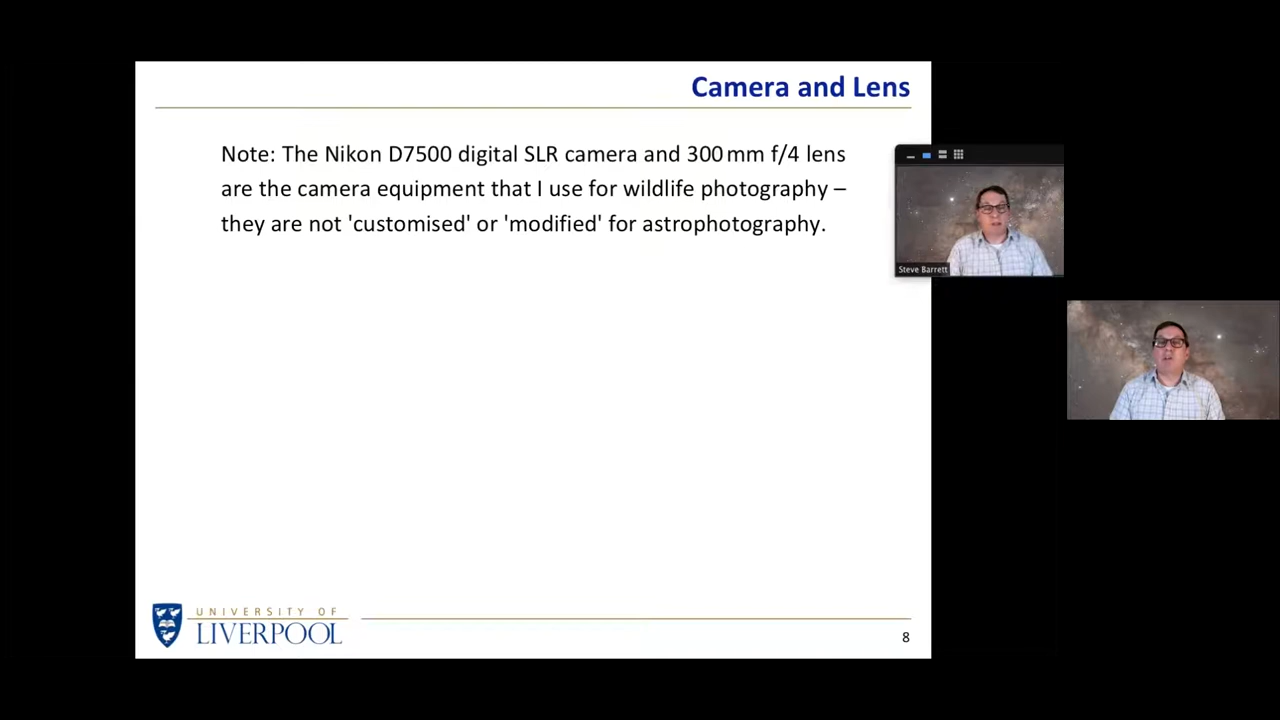 Camera and Lens
Note: The Nikon D7500 digital SLR camera and 300 mm f/4 lens
are the camera equipment that I use for wildlife photography –
they are not 'customised' or 'modified' for astrophotography.
Steve Barrett
UNIVERSITY OF
LIVERPOOL
8